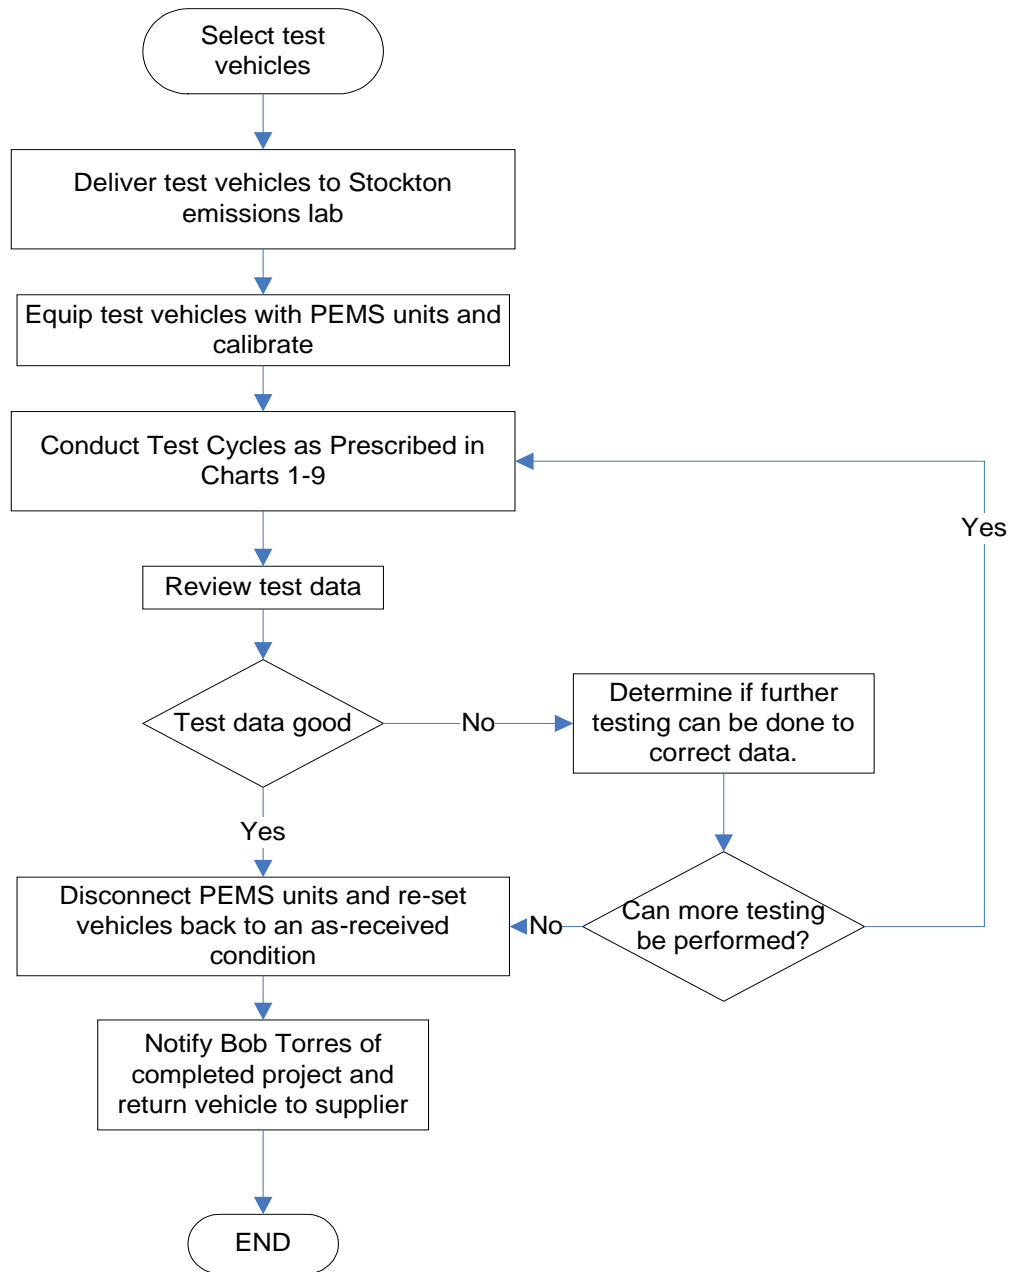 Select test
vehicles
Deliver test vehicles to Stockton
emissions lab
Equip test vehicles with PEMS units and
calibrate
Conduct Test Cycles as Prescribed in
Charts 1-9
Yes
Review test data
Test data good
No
Determine if further
testing can be done to
correct data.
Yes
Disconnect PEMS units and re-set
vehicles back to an as-received
condition
No
Can more testing
be performed?
Notify Bob Torres of
completed project and
return vehicle to supplier
END